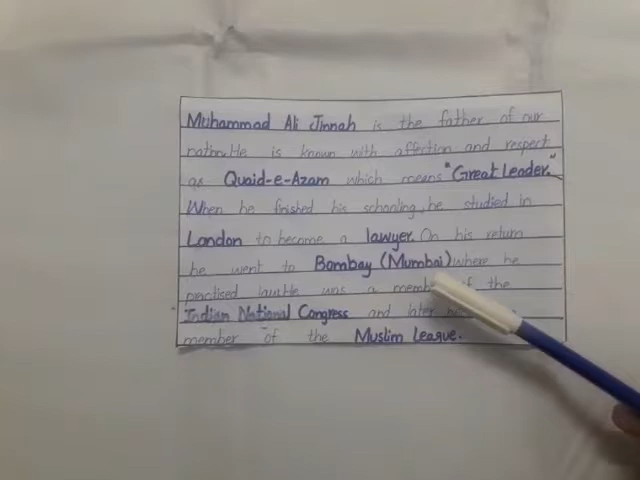 Muhammad Ali Jinnah is the father of our
nation. He is known with affection and respect
as Quaid-e-Azam which means "Great Leader."
When he finished his schooling, he studied in
London to become a lawyer. On his return
he went to Bombay (Mumbai) where he
practised law. He was a member of the
Indian National Congress and later
member of the Muslim League.